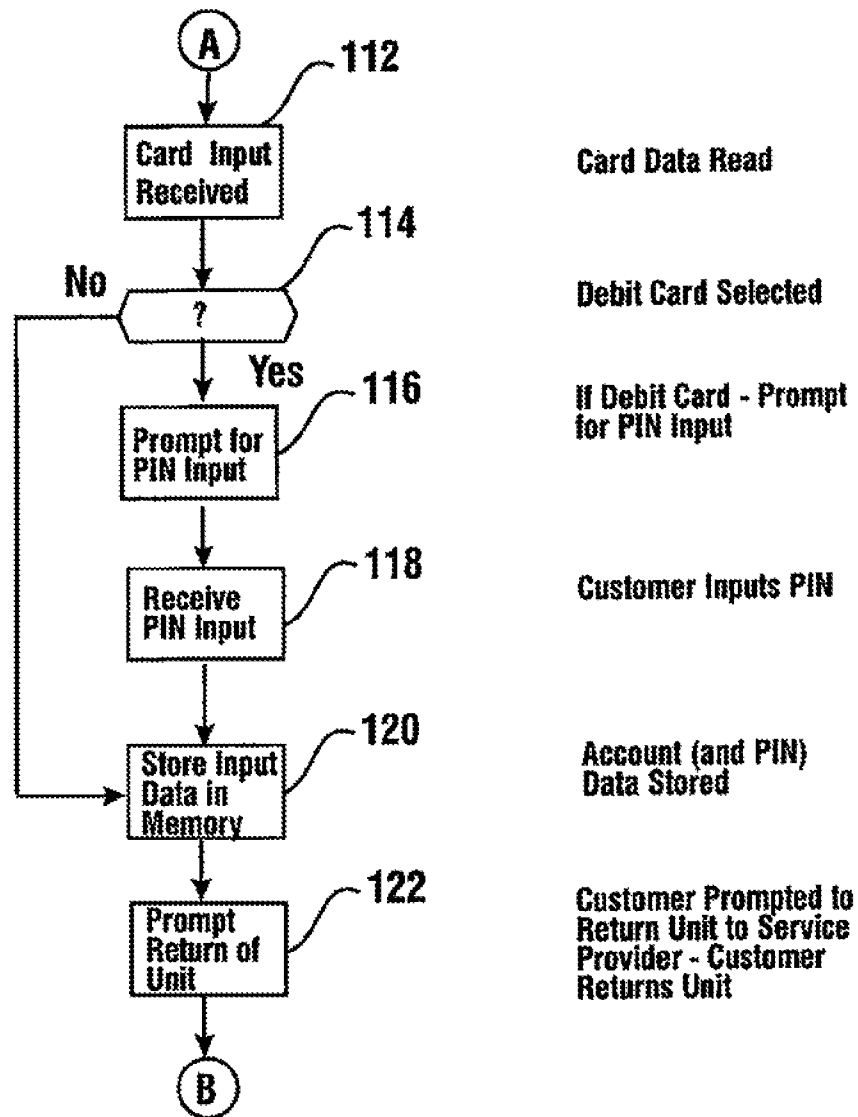 A
112
Card Input
Received
Card Data Read
114
No
?
Debit Card Selected
Yes
116
Prompt for
PIN Input
If Debit Card - Prompt
for PIN Input
118
Receive
PIN Input
Customer Inputs PIN
120
Store Input
Data in
Memory
Account (and PIN)
Data Stored
122
Prompt
Return of
Unit
Customer Prompted to
Return Unit to Service
Provider - Customer
Returns Unit
B